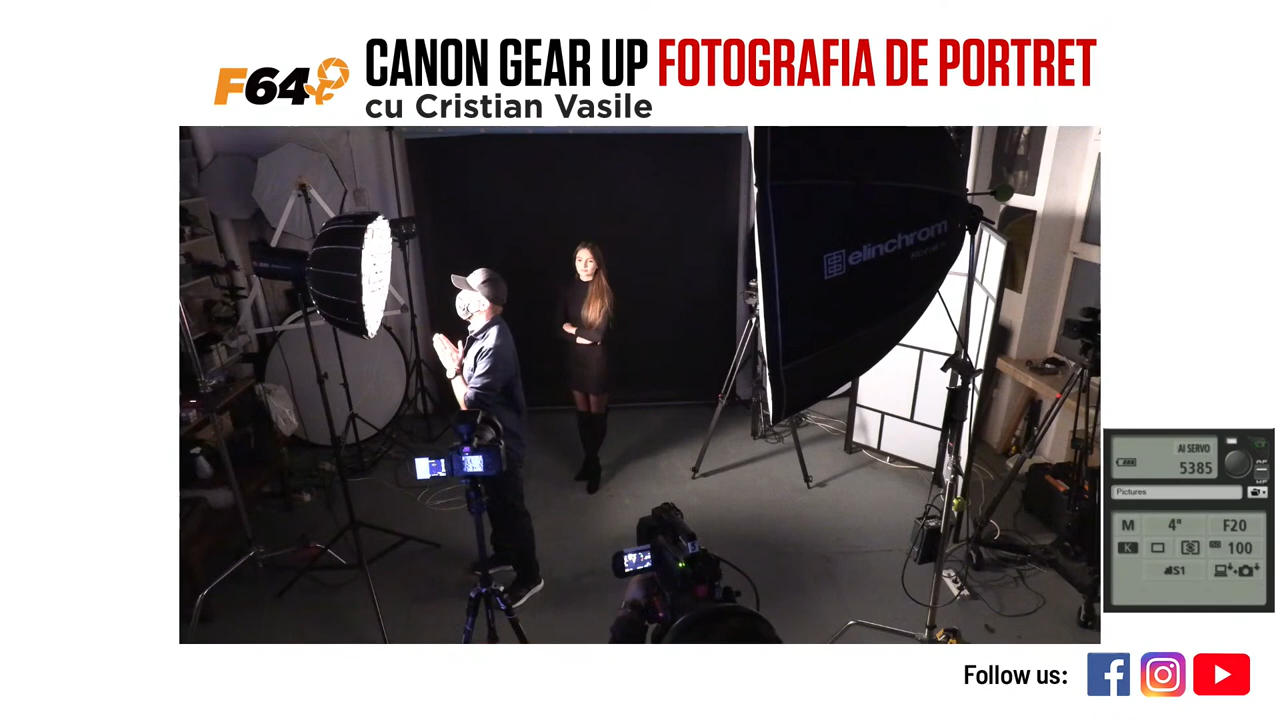 F64
CANON GEAR UP FOTOGRAFIA DE PORTRET
cu Cristian Vasile
elinchrom
AI SERVO
5385
Pictures
M 4" F20
K 100
S1
Follow us: